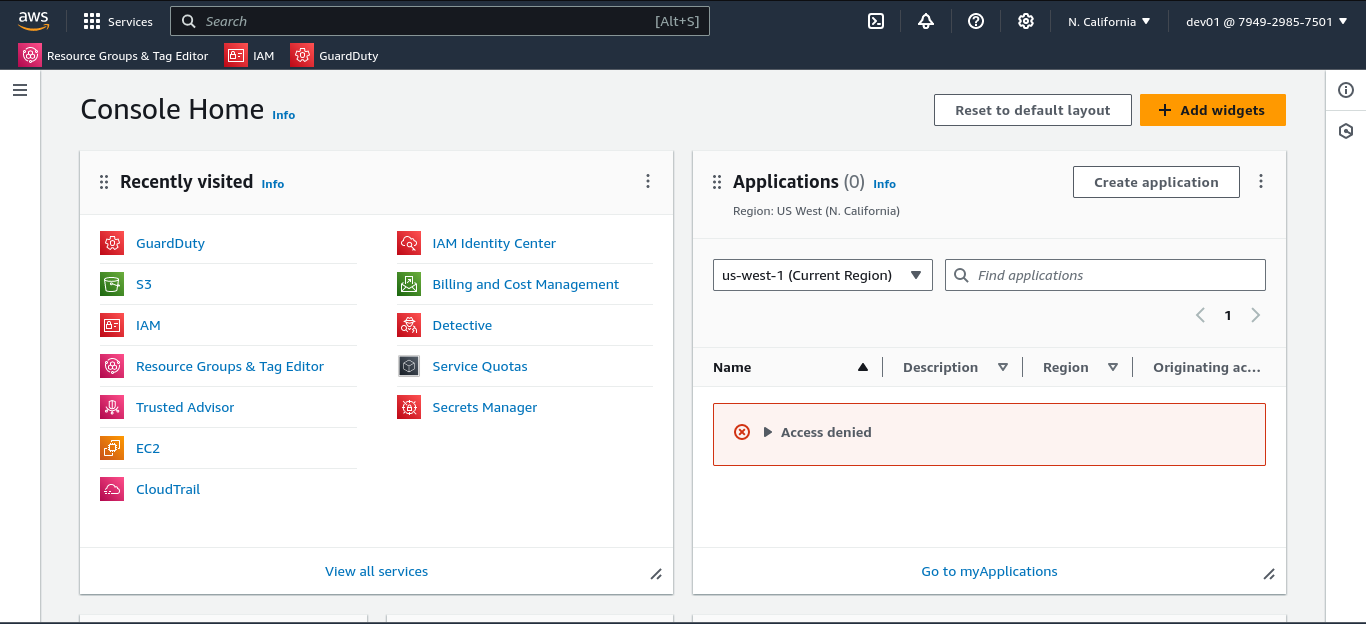 aws
Services
Search
[Alt+S]
N. California
dev01 @ 7949-2985-7501
Resource Groups & Tag Editor
IAM
GuardDuty
Console Home
Info
Reset to default layout
Add widgets
Recently visited
Info
GuardDuty
S3
IAM
Resource Groups & Tag Editor
Trusted Advisor
EC2
CloudTrail
IAM Identity Center
Billing and Cost Management
Detective
Service Quotas
Secrets Manager
View all services
Applications (0)
Info
Create application
Region: US West (N. California)
us-west-1 (Current Region)
Find applications
1
Name
Description
Region
Originating ac...
Access denied
Go to myApplications